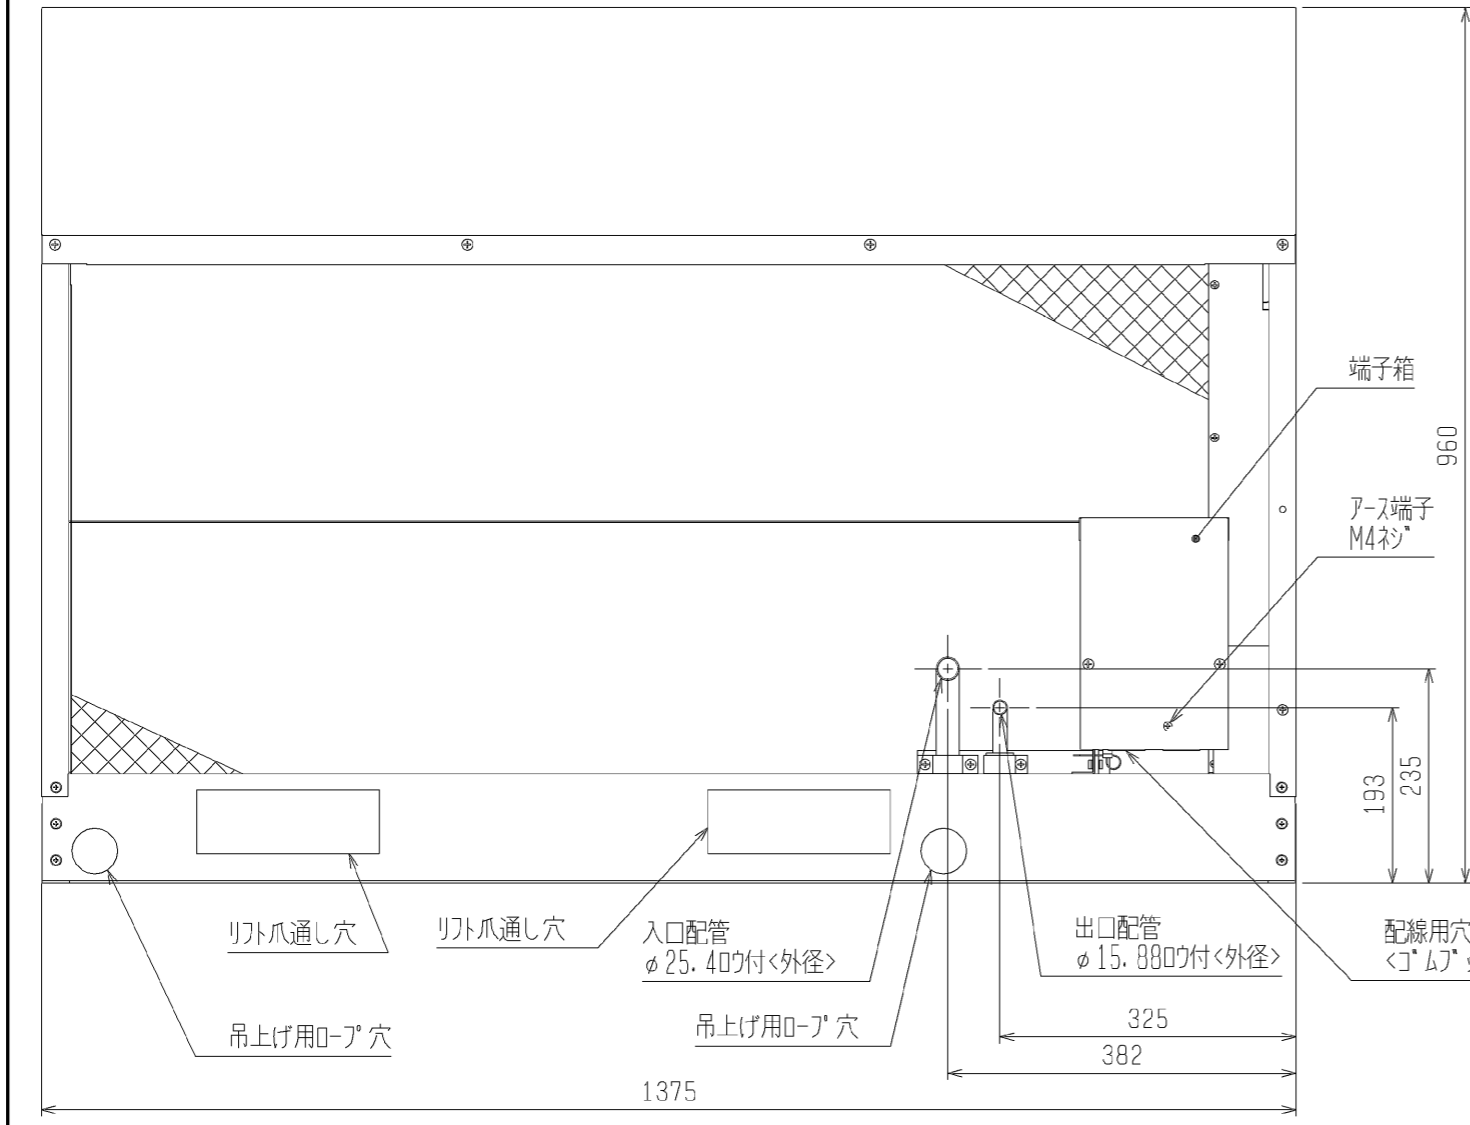 端子箱
960
アース端子
M4ネジ
193
235
リフト爪通し穴
リフト爪通し穴
入口配管
φ25.4ロウ付<外径>
出口配管
φ15.88ロウ付<外径>
配線用穴
<ゴムブ
吊上げ用ロープ穴
吊上げ用ロープ穴
325
382
1375